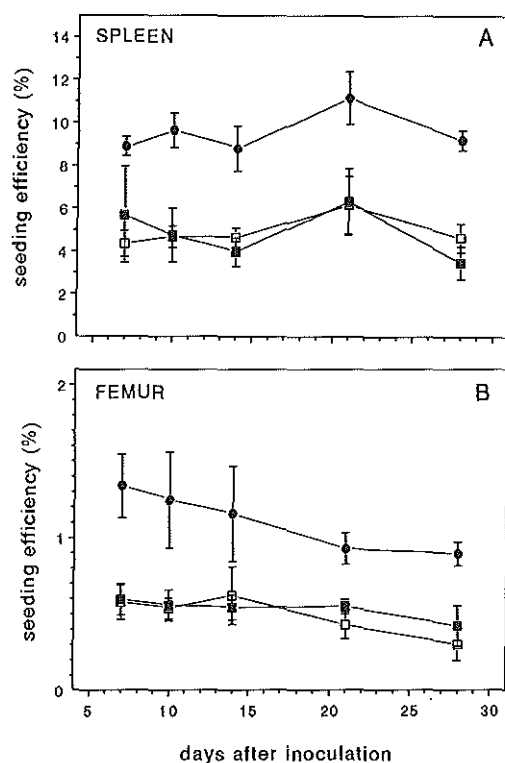 SPLEEN A
14
12
10
8
6
4
2
0
seeding efficiency (%)
FEMUR B
2
1
0
seeding efficiency (%)
5 10 15 20 25 30
days after inoculation